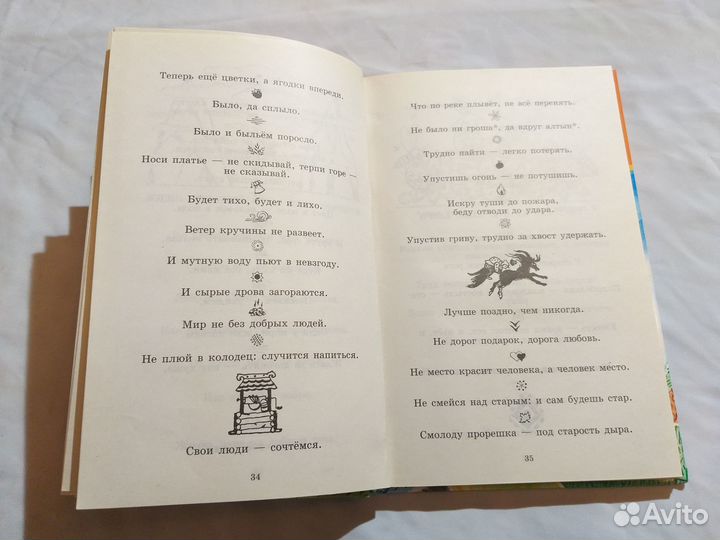 Теперь ещё цветки, а ягодки впереди.
Было, да сплыло.
Было и быльём поросло.
Носи платье — не скидывай, терпи горе —
не сказывай.
Будет тихо, будет и лихо.
Ветер кручины не развеет.
И мутную воду пьют в невзгоду.
И сырые дрова загораются.
Мир не без добрых людей.
Не плюй в колодец: случится напиться.
Свои люди — сочтёмся.
34
Что по реке плывёт, не всё перенять.
Не было ни гроша*, да вдруг алтын*.
Трудно найти — легко потерять.
Упустишь огонь — не потушишь.
Искру туши до пожара,
беду отводи до удара.
Упустив гриву, трудно за хвост удержать.
Лучше поздно, чем никогда.
Не дорог подарок, дорога любовь.
Не место красит человека, а человек ме́сто.
Не смейся над старым: и сам будешь стар.
Смолоду прорешка — под старость дыра.
35
Avito